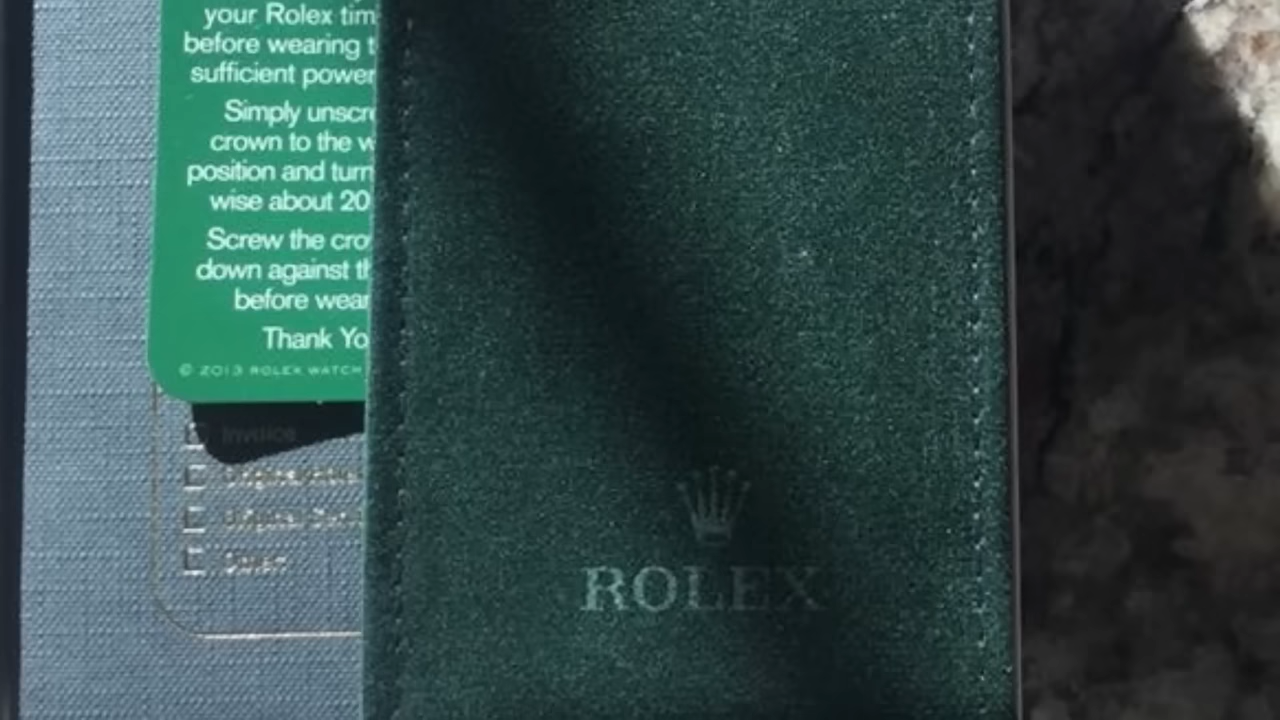 your Rolex tim
before wearing t
sufficient power
Simply unscre
crown to the w
position and turn
wise about 20
Screw the crow
down against th
before wear
Thank Yo
© 2013 ROLEX WATCH
Invoice
ROLEX